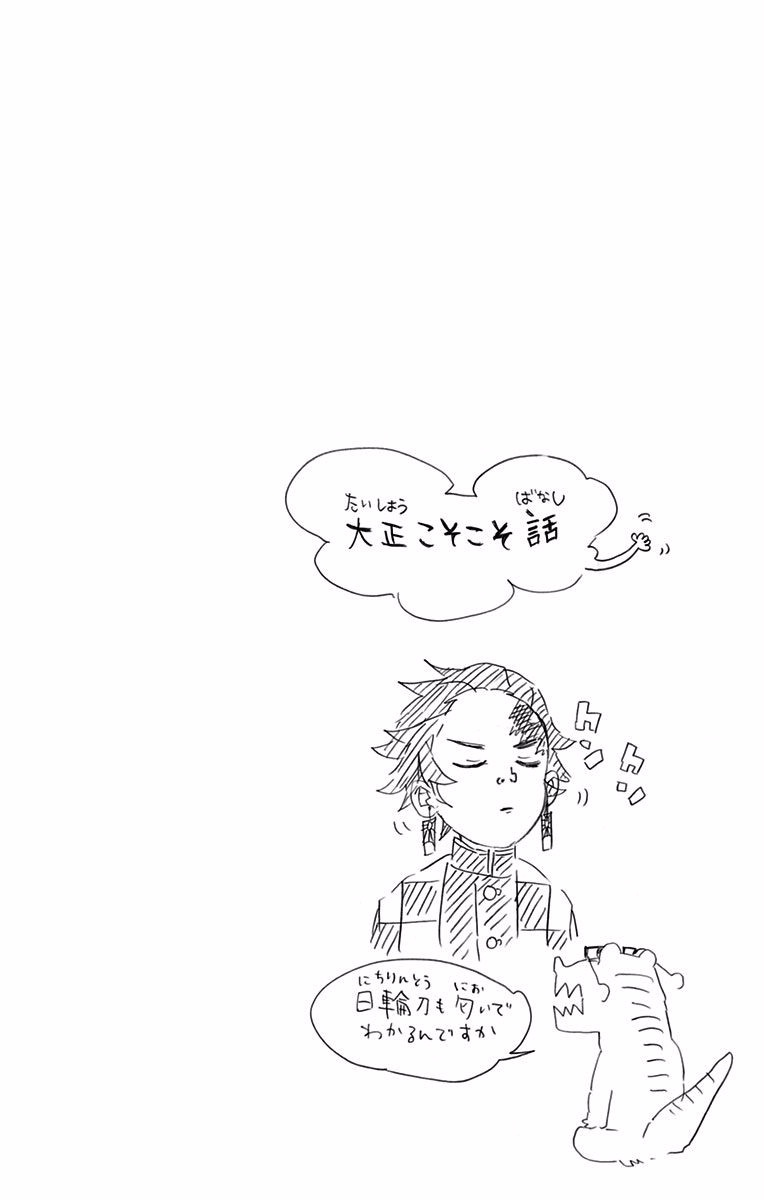 たいしょう ばなし
大正こそこそ話
トントン
にちりんとう にお
日輪刀も匂いで
わかるんですか